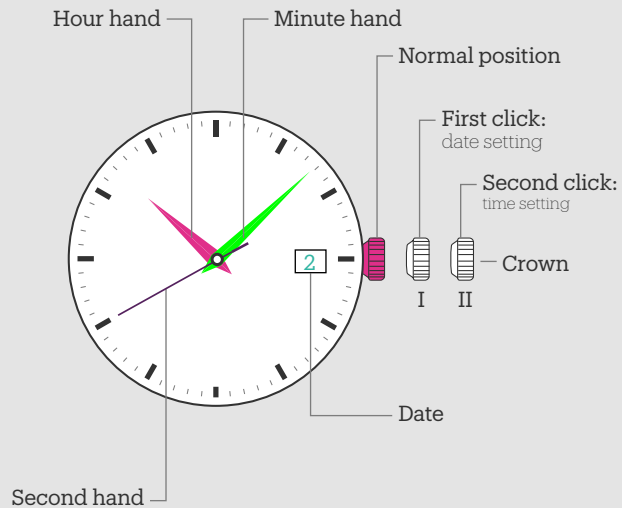 Hour hand
Minute hand
Normal position
First click:
date setting
Second click:
time setting
2
Crown
I
II
Date
Second hand